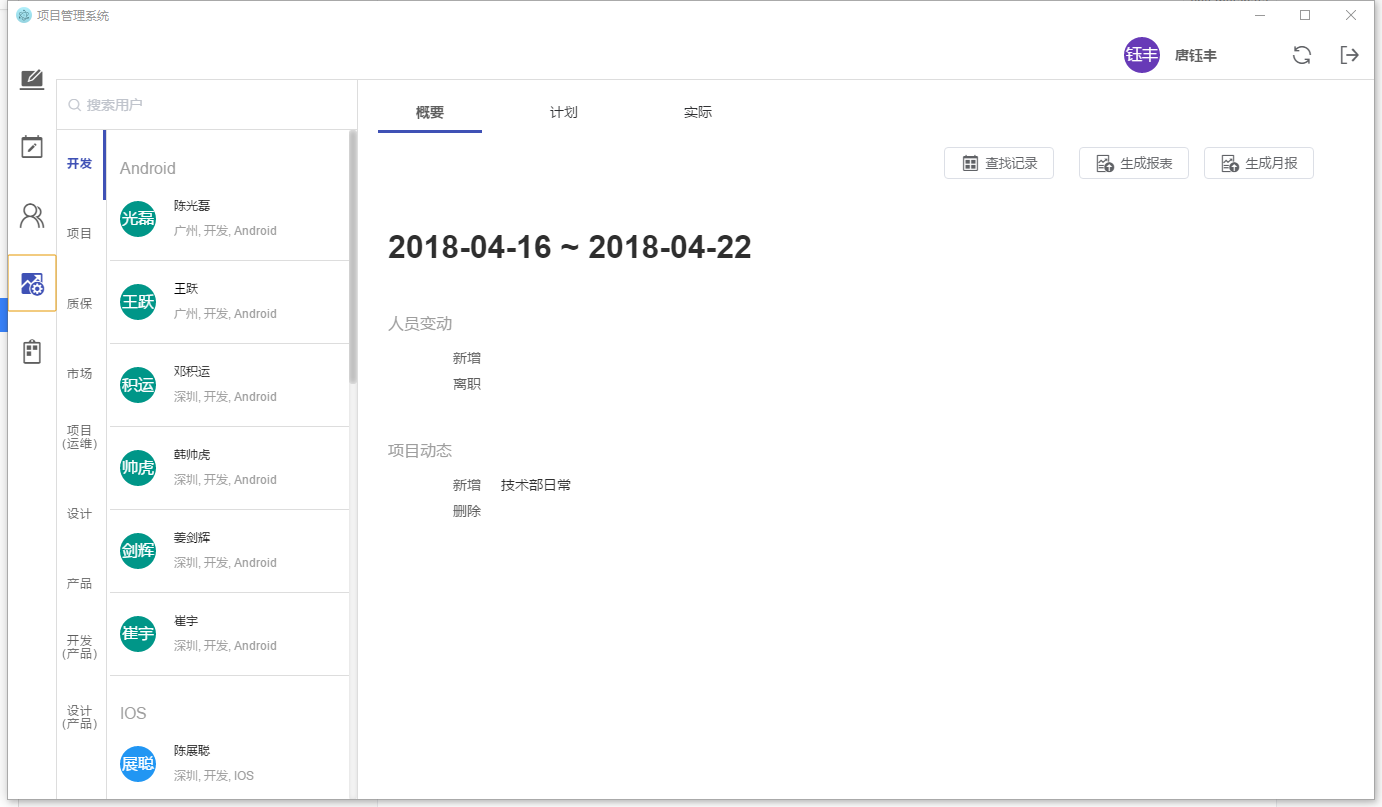 项目管理系统
钰丰
唐钰丰
搜索用户
开发
项目
质保
市场
项目
(运维)
设计
产品
开发
(产品)
设计
(产品)
Android
光磊
陈光磊
广州, 开发, Android
王跃
王跃
广州, 开发, Android
积运
邓积运
深圳, 开发, Android
帅虎
韩帅虎
深圳, 开发, Android
剑辉
姜剑辉
深圳, 开发, Android
崔宇
崔宇
深圳, 开发, Android
IOS
展聪
陈展聪
深圳, 开发, IOS
概要 计划 实际
查找记录 生成报表 生成月报
2018-04-16 ~ 2018-04-22
人员变动
新增
离职
项目动态
新增 技术部日常
删除